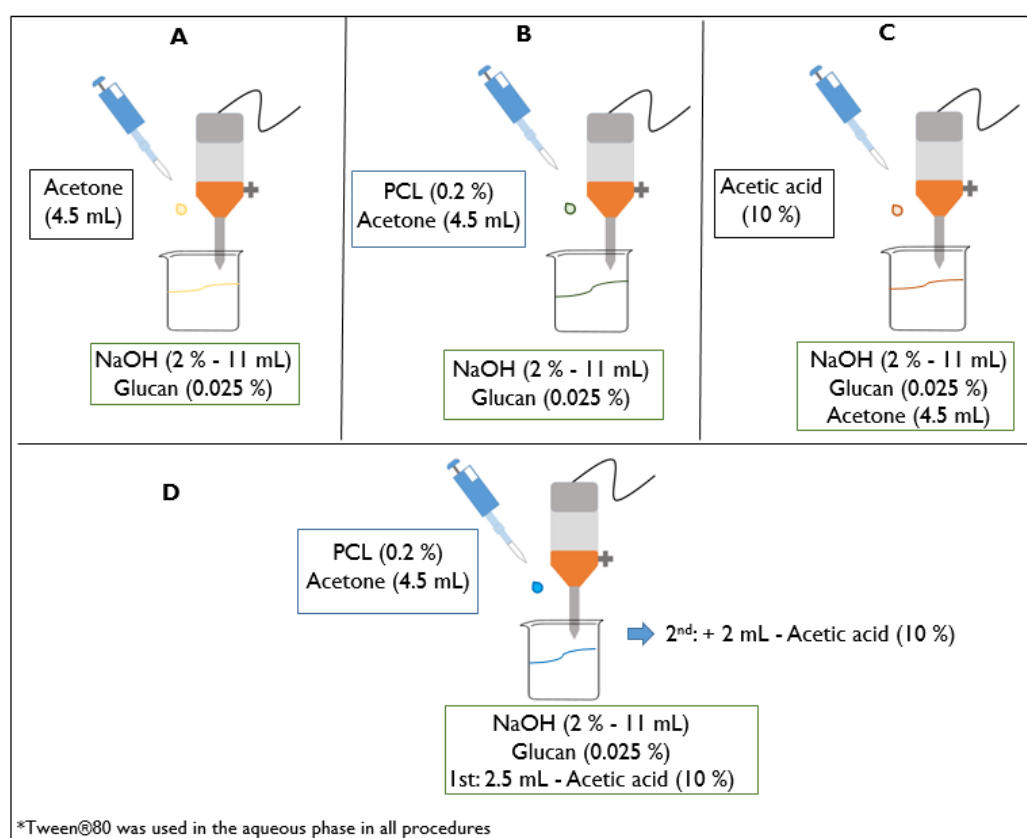 A
Acetone
(4.5 mL)
NaOH (2 % - 11 mL)
Glucan (0.025 %)
B
PCL (0.2 %)
Acetone (4.5 mL)
NaOH (2 % - 11 mL)
Glucan (0.025 %)
C
Acetic acid
(10 %)
NaOH (2 % - 11 mL)
Glucan (0.025 %)
Acetone (4.5 mL)
D
PCL (0.2 %)
Acetone (4.5 mL)
2nd: + 2 mL - Acetic acid (10 %)
NaOH (2 % - 11 mL)
Glucan (0.025 %)
1st: 2.5 mL - Acetic acid (10 %)
*Tween®80 was used in the aqueous phase in all procedures